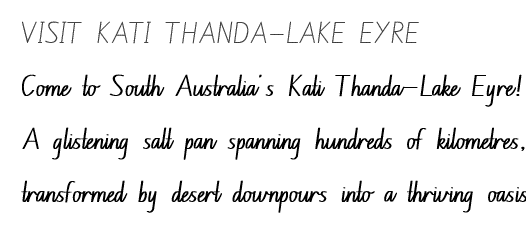 VISIT KATI THANDA–LAKE EYRE
Come to South Australia's Kati Thanda–Lake Eyre!
A glistening salt pan spanning hundreds of kilometres,
transformed by desert downpours into a thriving oasis